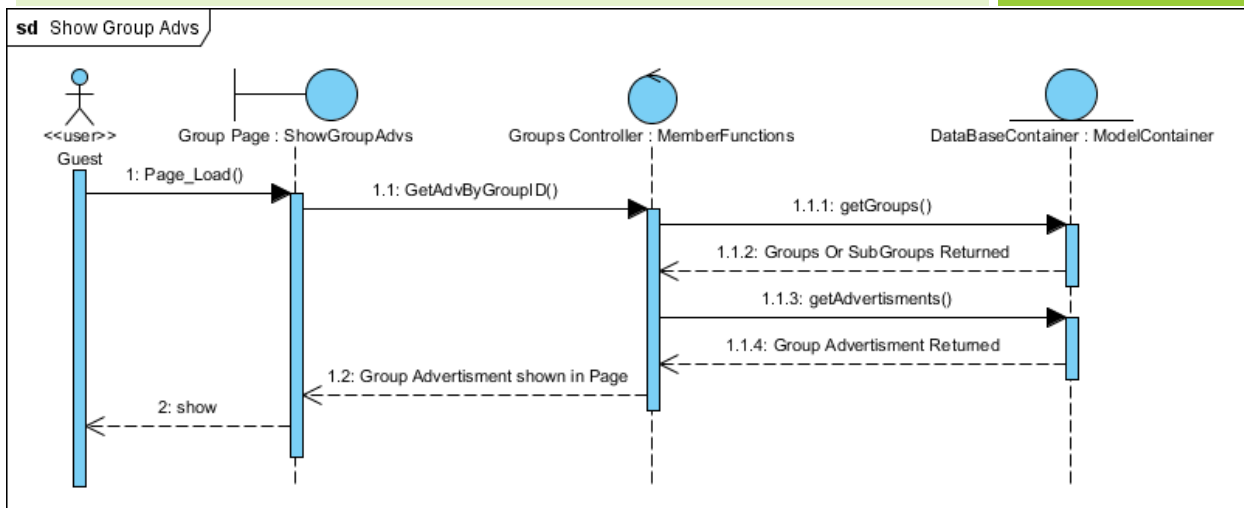 sd Show Group Advs
<<user>>
Guest
Group Page : ShowGroupAdvs
Groups Controller : MemberFunctions
DataBaseContainer : ModelContainer
1: Page_Load()
1.1: GetAdvByGroupID()
1.1.1: getGroups()
1.1.2: Groups Or SubGroups Returned
1.1.3: getAdvertisments()
1.1.4: Group Advertisment Returned
1.2: Group Advertisment shown in Page
2: show